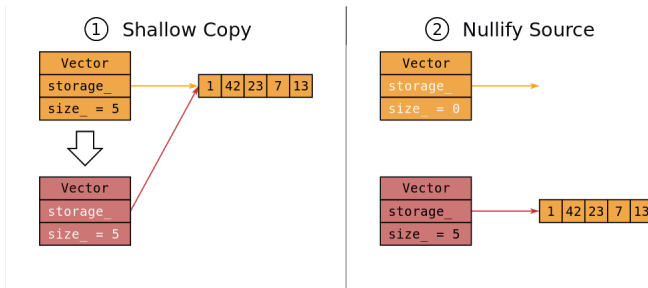 ① Shallow Copy
Vector
storage_
size_ = 5
1 42 23 7 13
Vector
storage_
size_ = 5
② Nullify Source
Vector
storage_
size_ = 0
Vector
storage_
size_ = 5
1 42 23 7 13